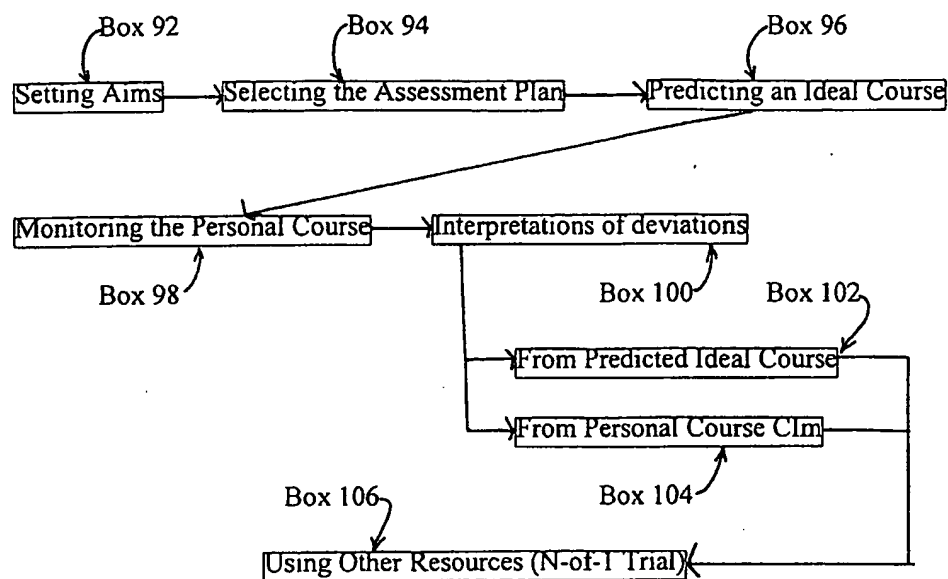 Box 92
Box 94
Box 96
Setting Aims
Selecting the Assessment Plan
Predicting an Ideal Course
Monitoring the Personal Course
Interpretations of deviations
Box 98
Box 100
Box 102
From Predicted Ideal Course
From Personal Course CIm
Box 104
Box 106
Using Other Resources (N-of-1 Trial)